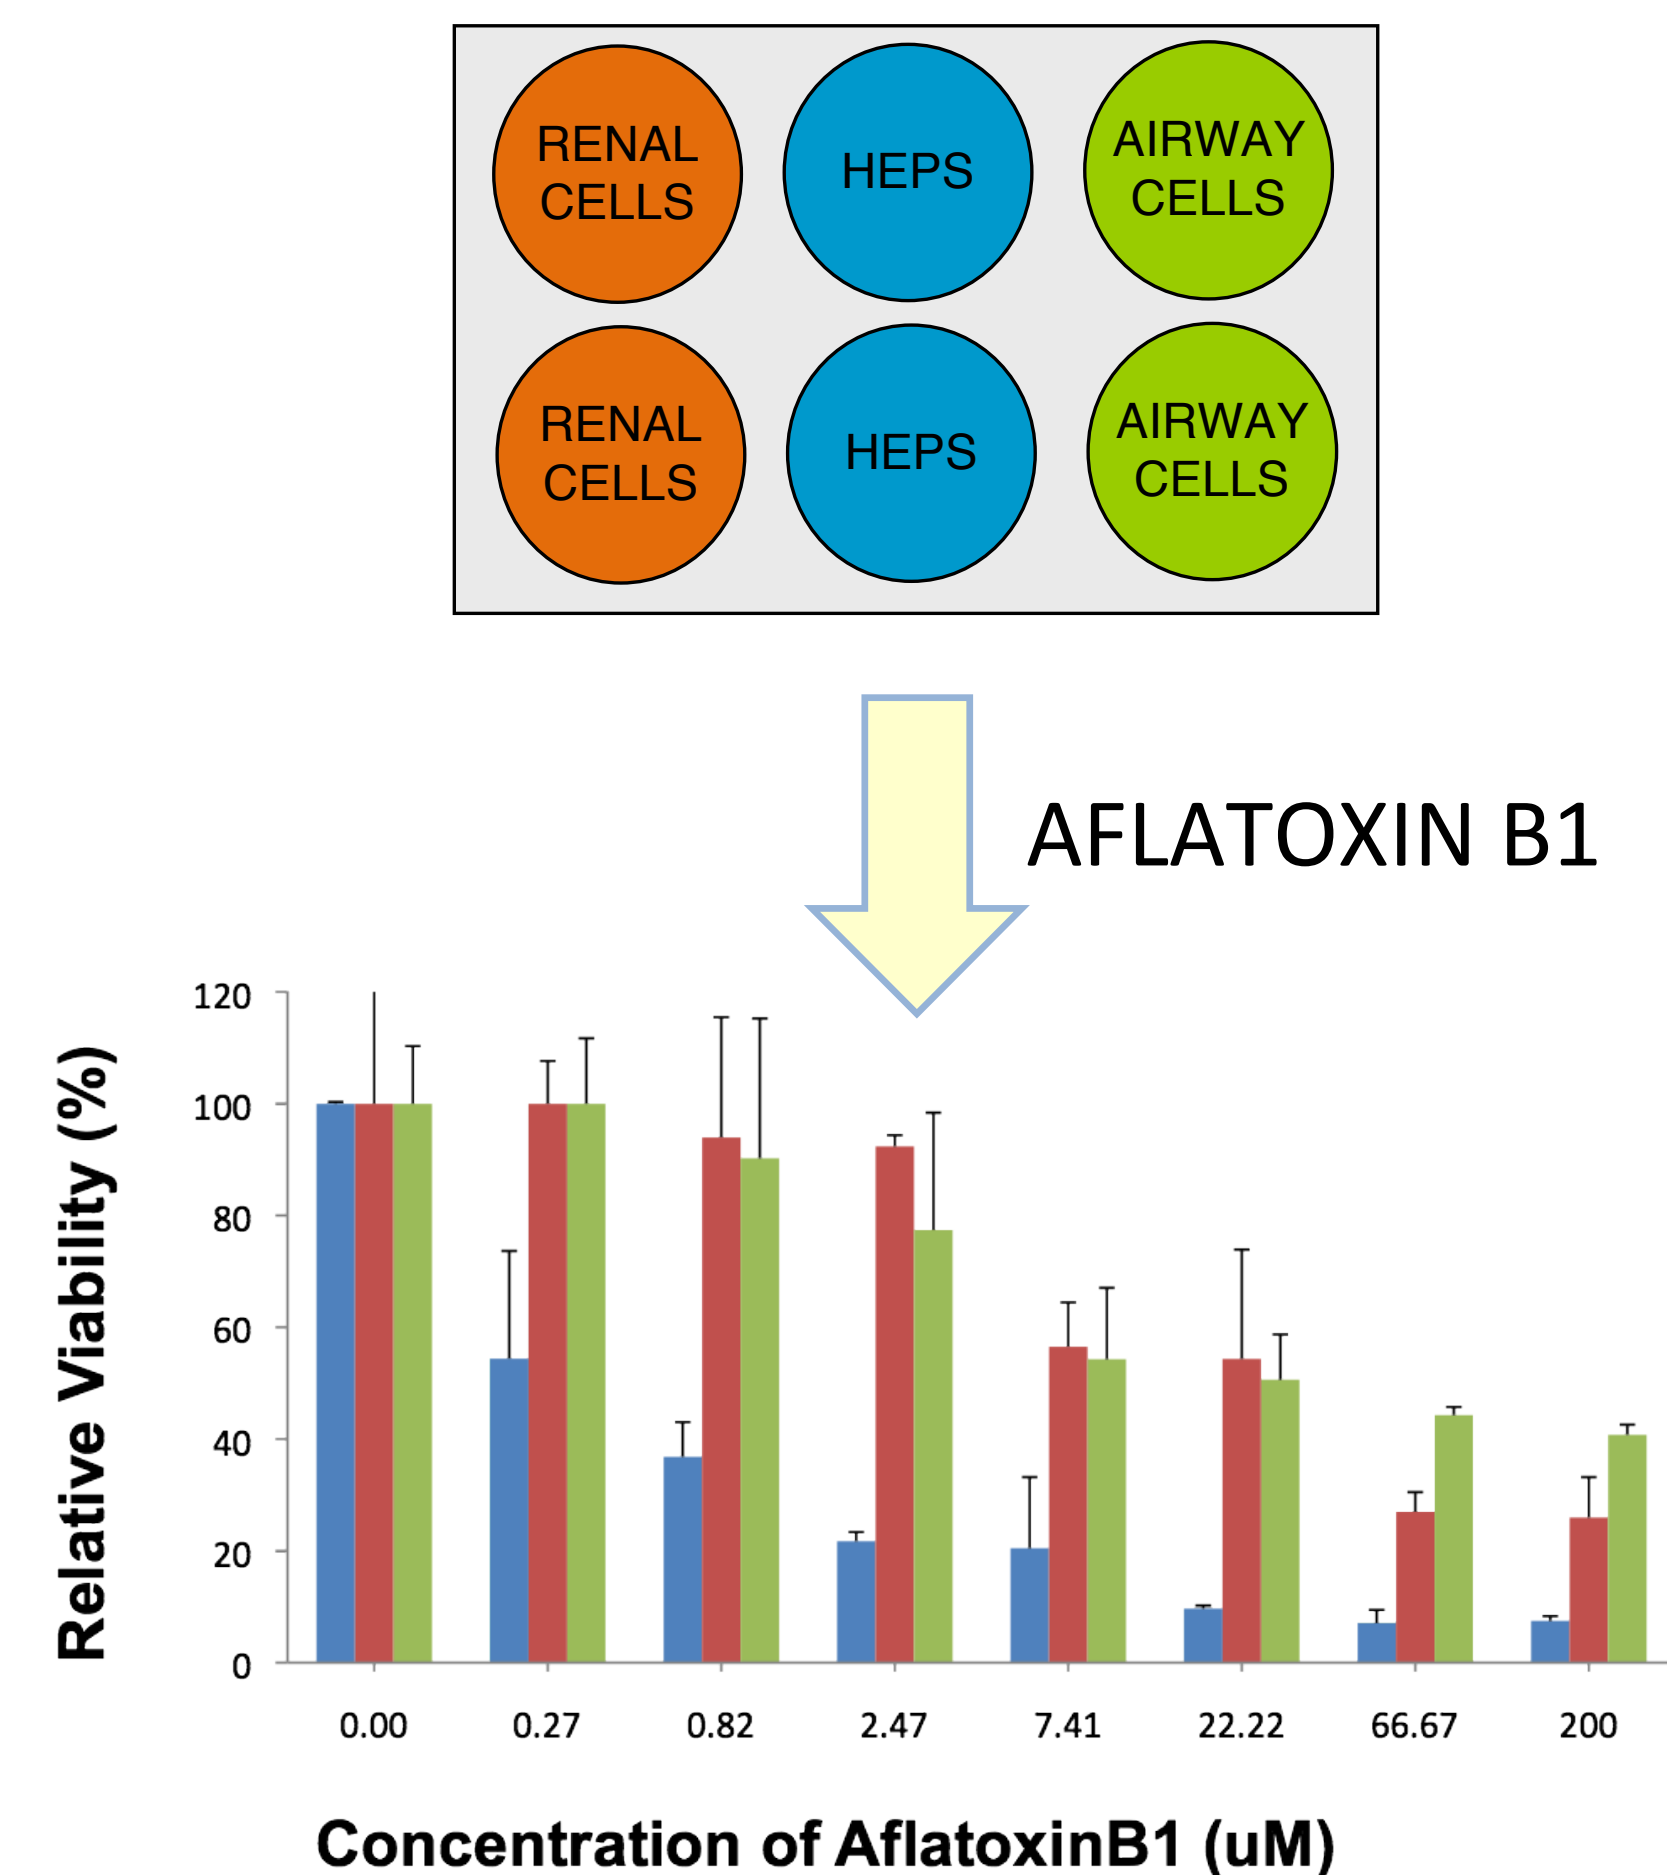 RENAL
CELLS
HEPS
AIRWAY
CELLS
RENAL
CELLS
HEPS
AIRWAY
CELLS
AFLATOXIN B1
Relative Viability (%)
120
100
80
60
40
20
0
0.00 0.27 0.82 2.47 7.41 22.22 66.67 200
Concentration of AflatoxinB1 (uM)